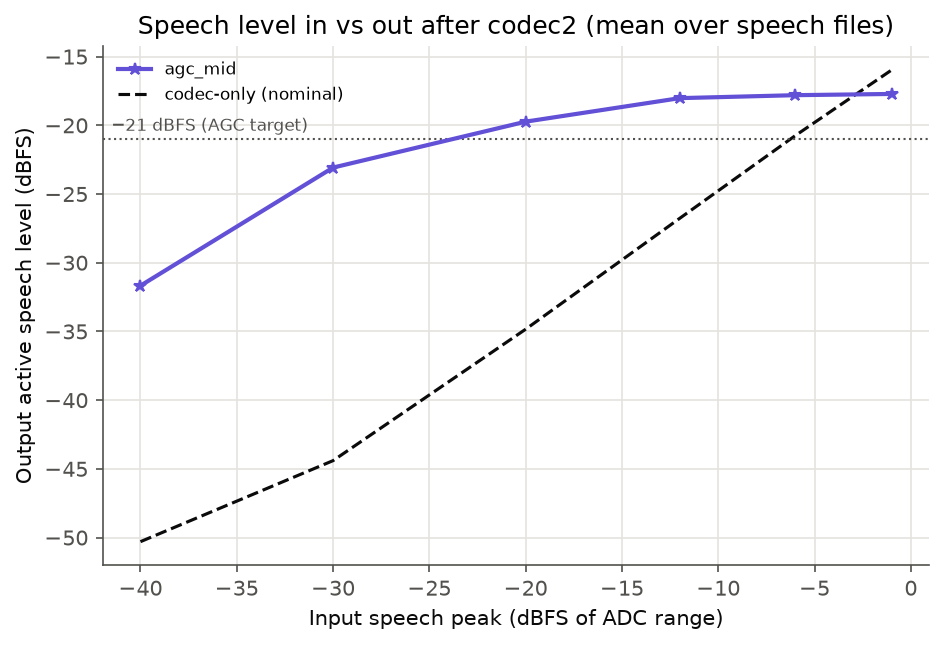 Speech level in vs out after codec2 (mean over speech files)
agc_mid
codec-only (nominal)
−21 dBFS (AGC target)
Output active speech level (dBFS)
−15
−20
−25
−30
−35
−40
−45
−50
−40 −35 −30 −25 −20 −15 −10 −5 0
Input speech peak (dBFS of ADC range)